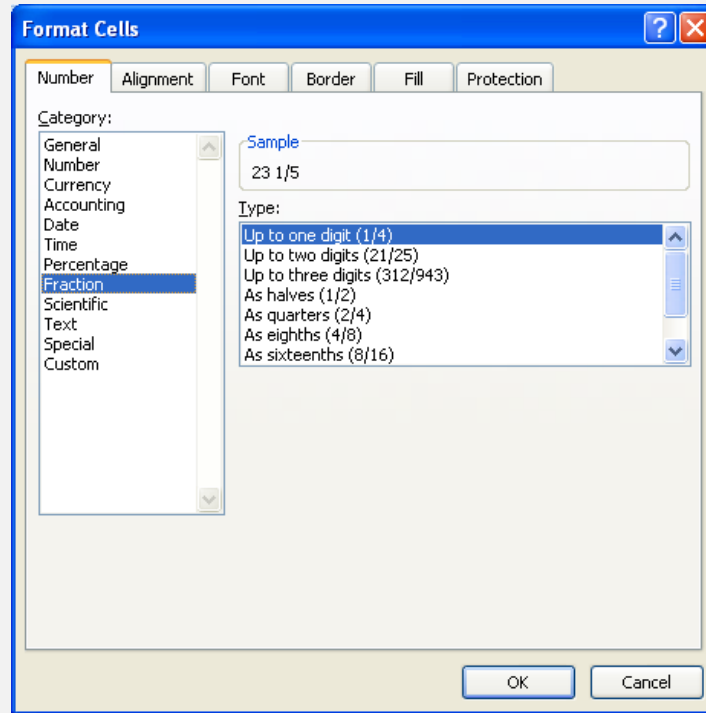 Format Cells
Number Alignment Font Border Fill Protection
Category:
General
Number
Currency
Accounting
Date
Time
Percentage
Fraction
Scientific
Text
Special
Custom
Sample
23 1/5
Type:
Up to one digit (1/4)
Up to two digits (21/25)
Up to three digits (312/943)
As halves (1/2)
As quarters (2/4)
As eighths (4/8)
As sixteenths (8/16)
OK Cancel